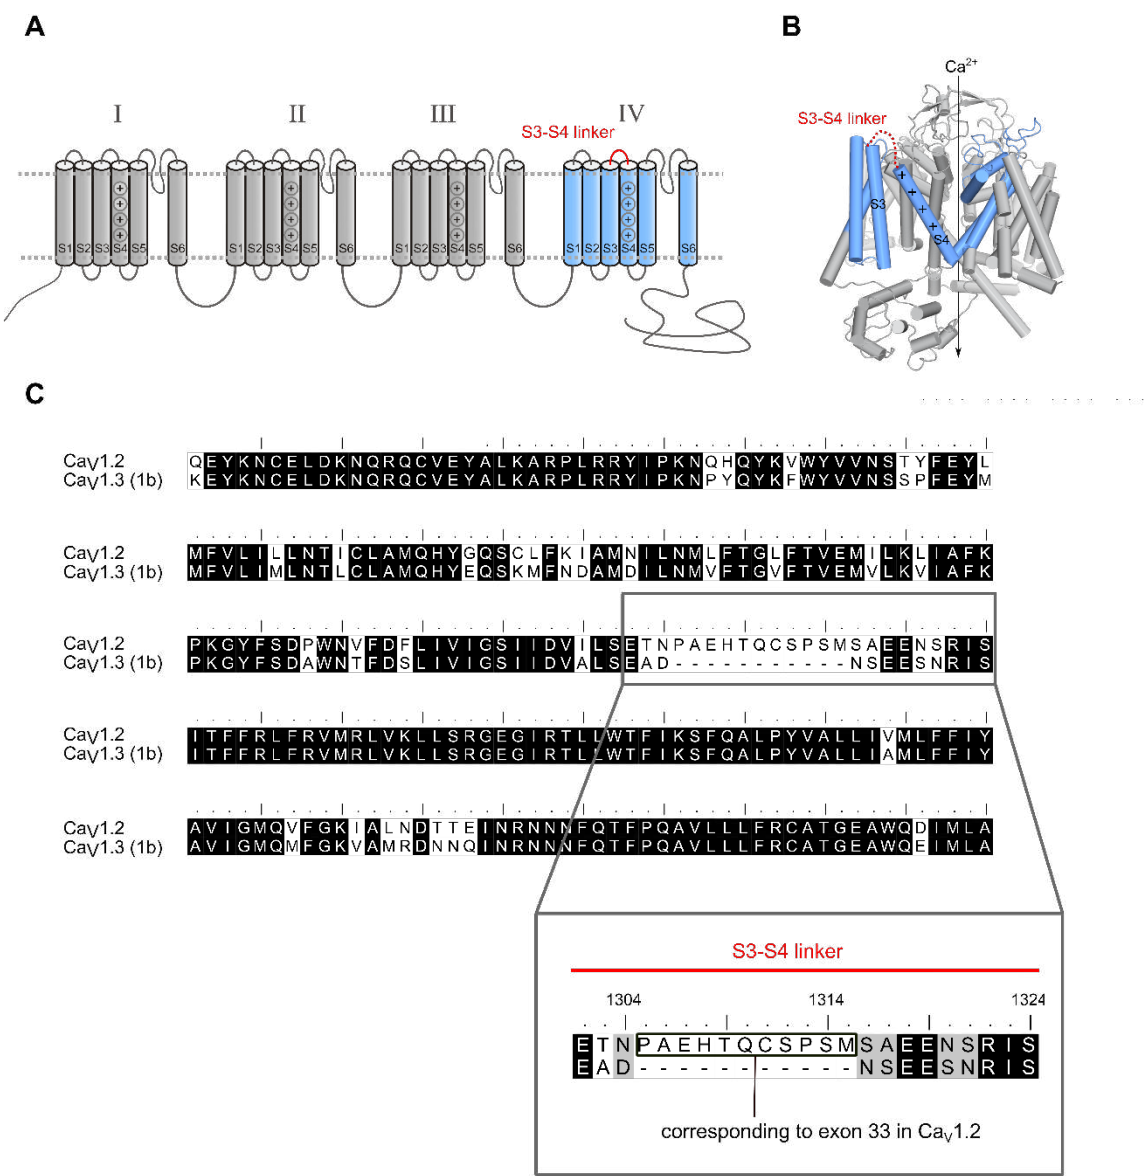 A
B
I II III IV
S3-S4 linker
S1 S2 S3 S4 S5 S6 S1 S2 S3 S4 S5 S6 S1 S2 S3 S4 S5 S6 S1 S2 S3 S4 S5 S6
Ca2+
S3-S4 linker
S3
S4
C
CaV1.2 QEYKNCELDKNQRQCVEYALKARPLRRYIPKNQHQYKVWYVVNSTYFEYL
CaV1.3 (1b) KEYKNCELDKNQRQCVEYALKARPLRRYIPKNPYQYKFWYVVNSSPFEYM
CaV1.2 MFVLILLNTICLAMQHYGQSCLFKIAMNILNMLFTGLFTVEMILKLIAFK
CaV1.3 (1b) MFVLIMLNTLCLAMQHYEQSKMFNDAMDILNMVFTGVFTVEMVLKVIAFK
CaV1.2 PKGYFSDPWNVFDFLIVIGSIIDVILSETNPAEHTQCSPSMSAEENSRIS
CaV1.3 (1b) PKGYFSDAWNTFDSLIVIGSIIDVALSEAD-----------NSEESNRIS
CaV1.2 ITFFRLFRVMRLVKLLSRGEGIRTLLWTFIKSFQALPYVALLIVMLFFIY
CaV1.3 (1b) ITFFRLFRVMRLVKLLSRGEGIRTLLWTFIKSFQALPYVALLIAMLFFIY
CaV1.2 AVIGMQVFGKIALNDTTEINRNNNFQTFPQAVLLLFRCATGEAWQDIMLA
CaV1.3 (1b) AVIGMQMFGKVAMRDNNQINRNNNFQTFPQAVLLLFRCATGEAWQEIMLA
S3-S4 linker
1304 1314 1324
ETNPAEHTQCSPSMSAEENSRIS
EAD-----------NSEESNRIS
corresponding to exon 33 in CaV1.2